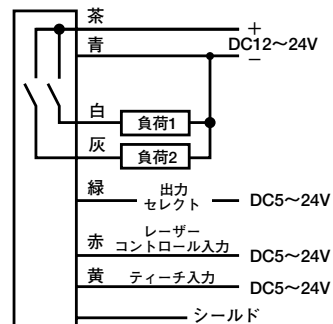 茶
+
DC12～24V
青
−
白
負荷1
灰
負荷2
緑
出力
セレクト
DC5～24V
赤
レーザー
コントロール入力
DC5～24V
黄
ティーチ入力
DC5～24V
シールド